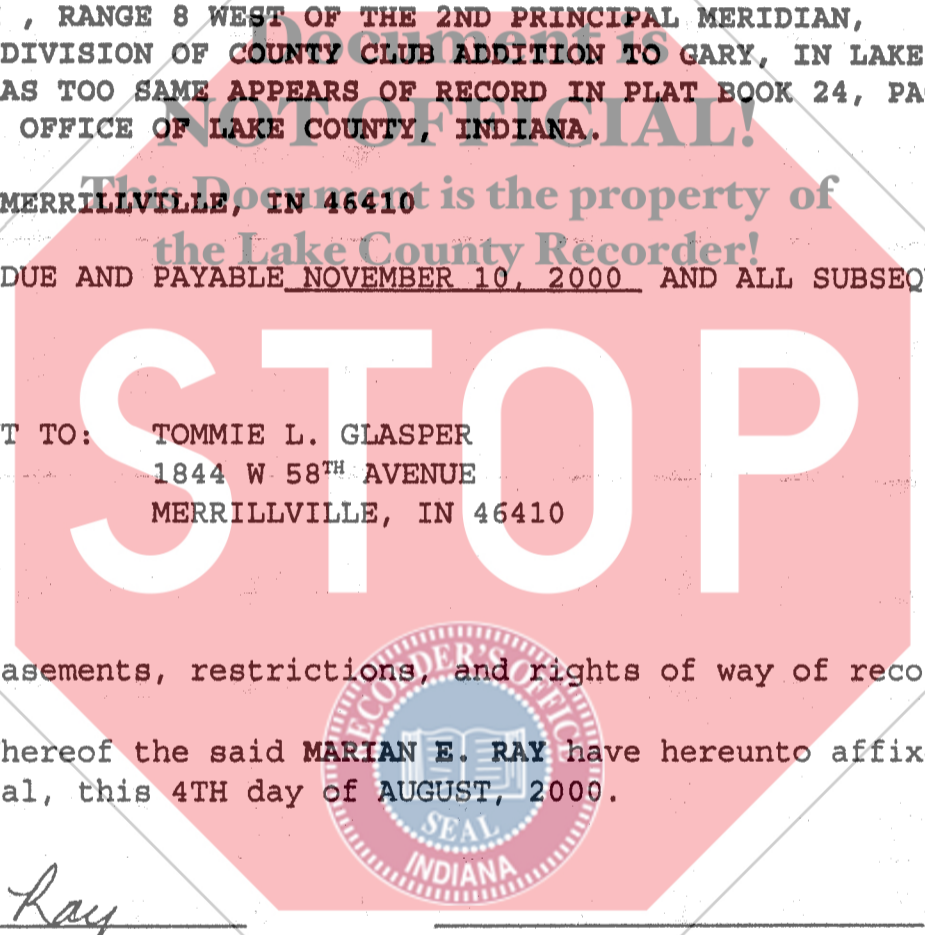 , RANGE 8 WEST OF THE 2ND PRINCIPAL MERIDIAN,
Document is
DIVISION OF COUNTY CLUB ADDITION TO GARY, IN LAKE
AS TOO SAME APPEARS OF RECORD IN PLAT BOOK 24, PA
NOT OFFICIAL!
OFFICE OF LAKE COUNTY, INDIANA.
This Document is the property of
MERRILLVILLE, IN 46410
the Lake County Recorder!
DUE AND PAYABLE NOVEMBER 10, 2000 AND ALL SUBSEQ
STOP
T TO: TOMMIE L. GLASPER
1844 W 58TH AVENUE
MERRILLVILLE, IN 46410
asements, restrictions, and rights of way of reco
RECORDER'S OFFICE
hereof the said MARIAN E. RAY have hereunto affix
al, this 4TH day of AUGUST, 2000.
SEAL
INDIANA
Ray